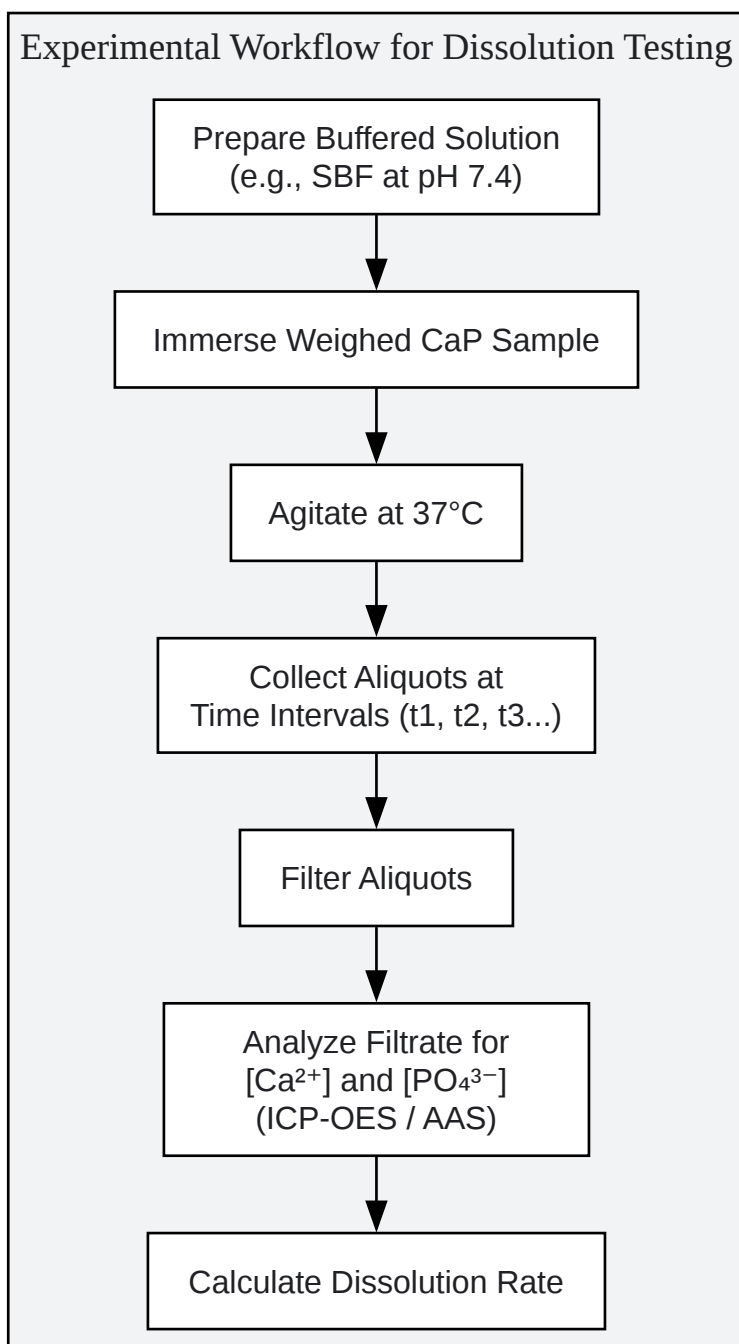 Experimental Workflow for Dissolution Testing
Prepare Buffered Solution
(e.g., SBF at pH 7.4)
Immerse Weighed CaP Sample
Agitate at 37°C
Collect Aliquots at
Time Intervals (t1, t2, t3...)
Filter Aliquots
Analyze Filtrate for
[Ca²⁺] and [PO₄³⁻]
(ICP-OES / AAS)
Calculate Dissolution Rate